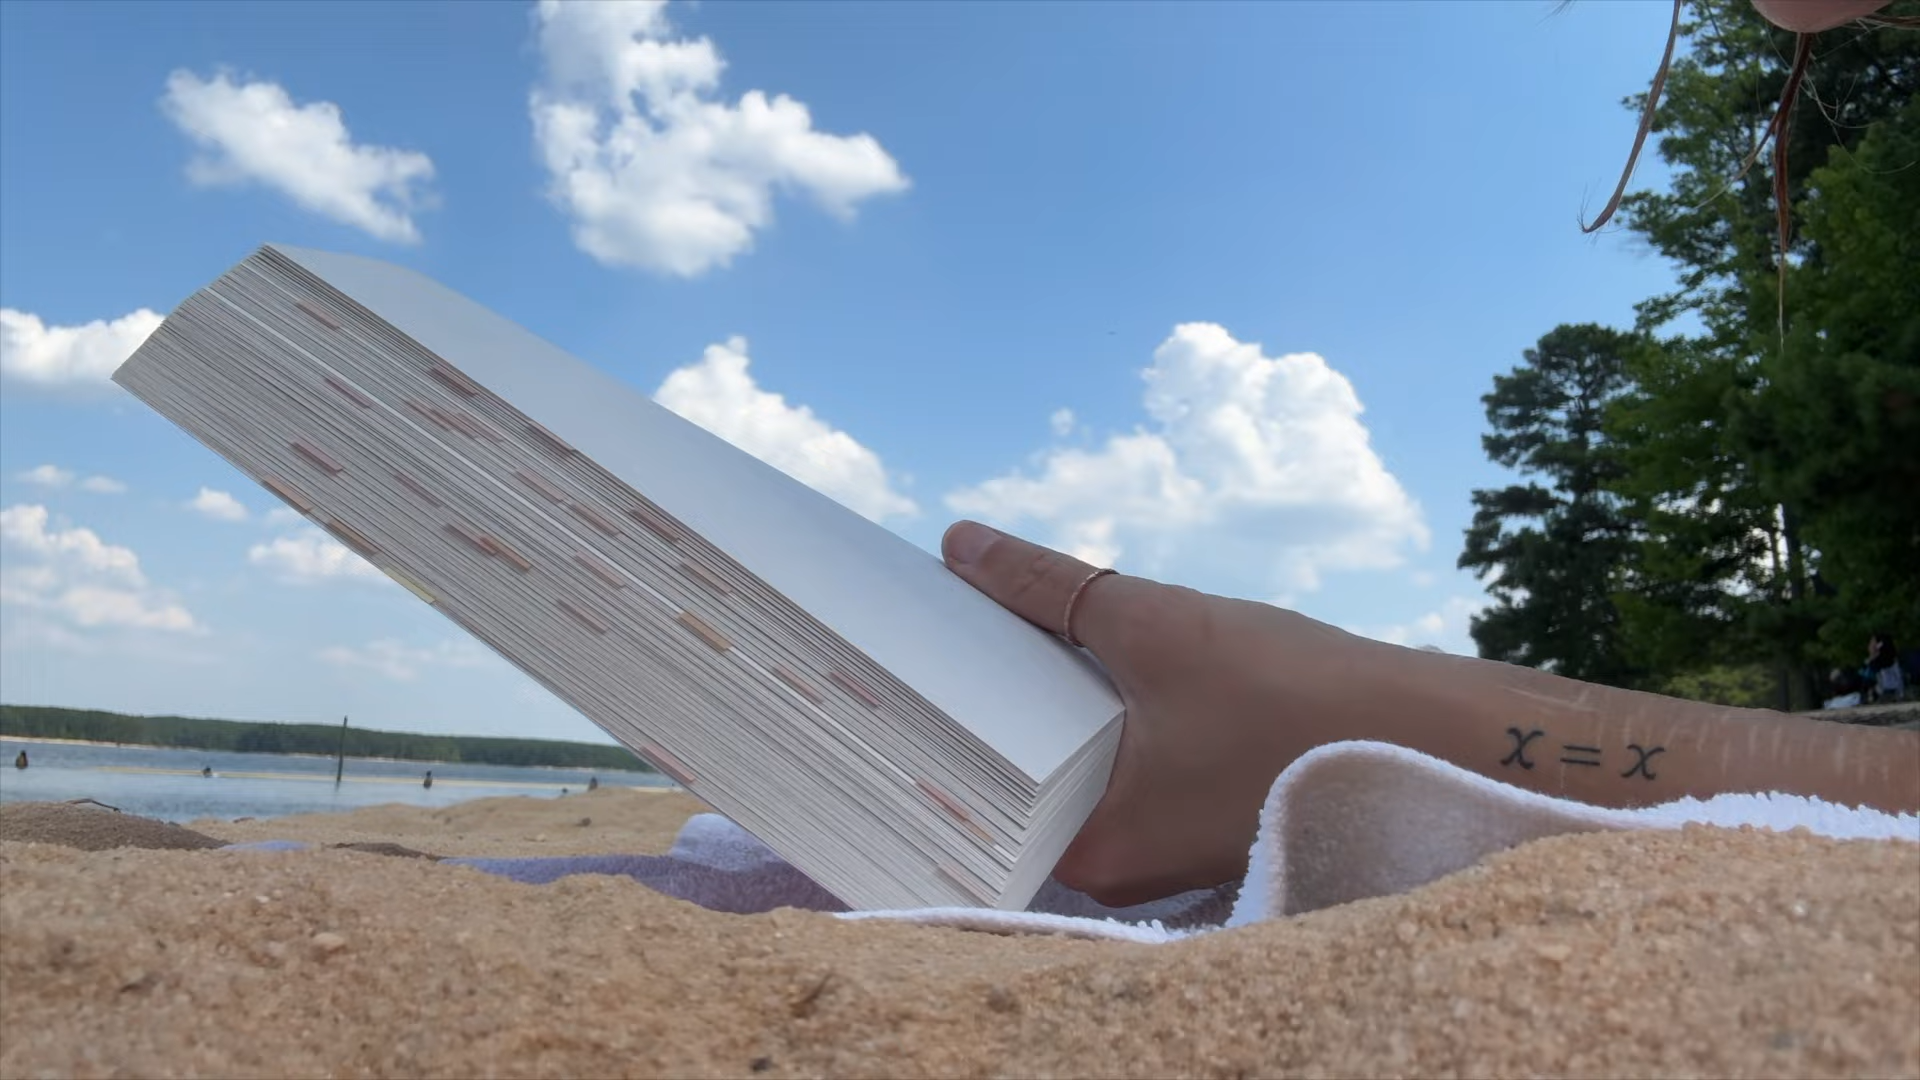 x = x